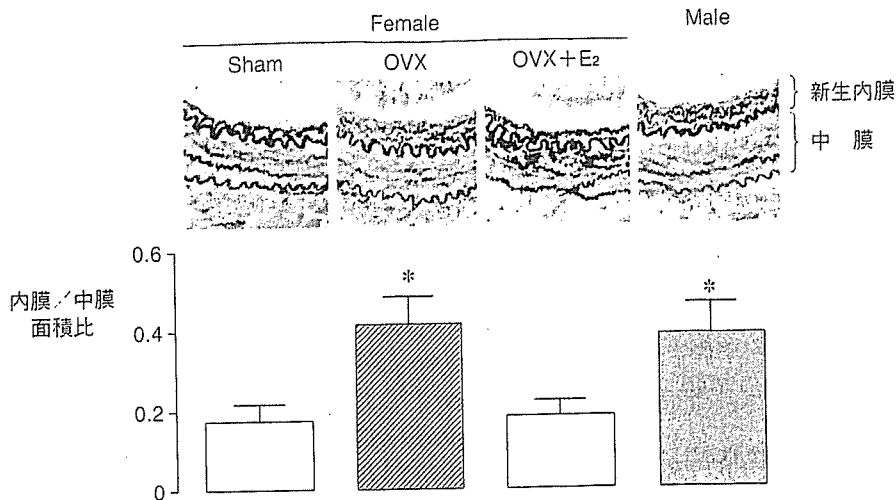 Female
Male
Sham
OVX
OVX+E₂
新生内膜
中 膜
内膜/中膜
面積比
0.6
0.4
0.2
0
*
*